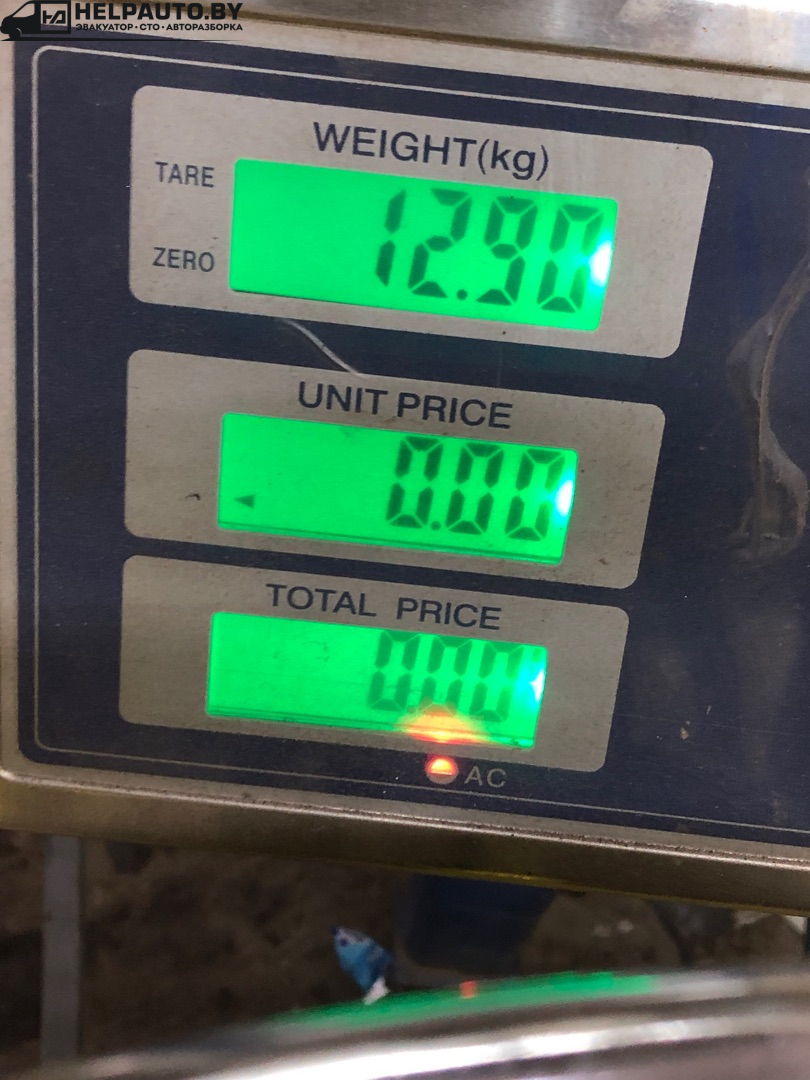 HELPAUTO.BY
ЭВАКУАТОР • СТО • АВТОРАЗБОРКА
WEIGHT(kg)
TARE
ZERO
12.90
UNIT PRICE
0.00
TOTAL PRICE
0.00
AC